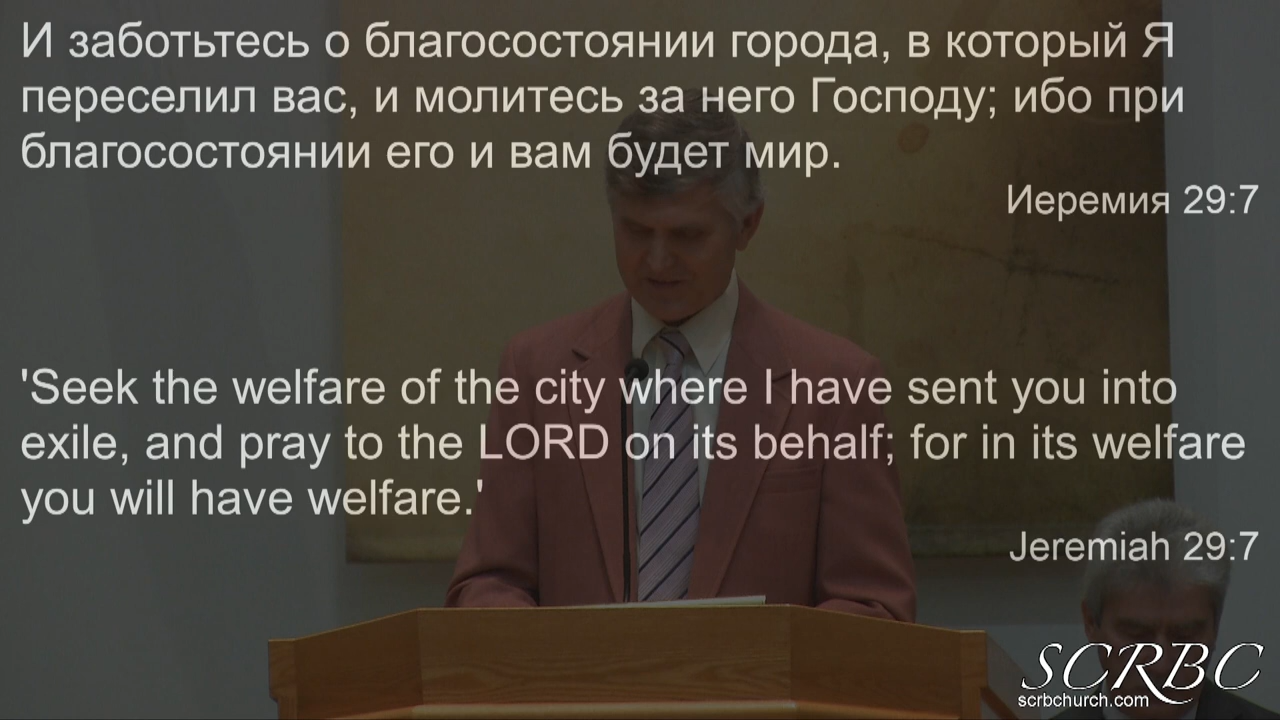 И заботьтесь о благосостоянии города, в который Я
переселил вас, и молитесь за него Господу; ибо при
благосостоянии его и вам будет мир.
Иеремия 29:7
'Seek the welfare of the city where I have sent you into
exile, and pray to the LORD on its behalf; for in its welfare
you will have welfare.'
Jeremiah 29:7
SCRBC
scrbchurch.com